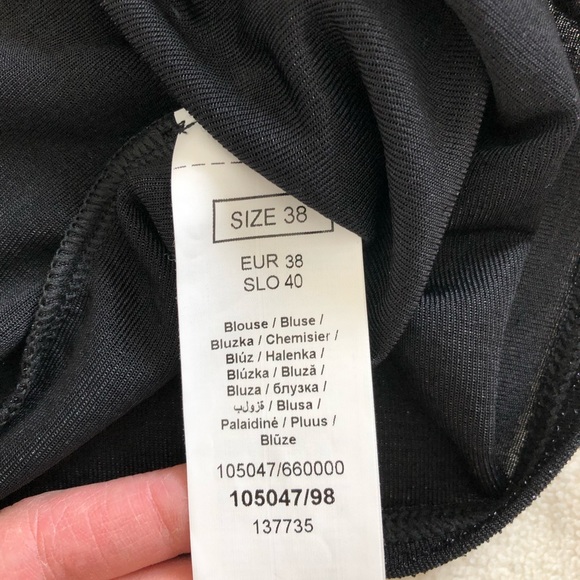 SIZE 38
EUR 38
SLO 40
Blouse / Bluse /
Bluzka / Chemisier /
Blúz / Halenka /
Blúzka / Bluză /
Bluza / блузка /
بلوزة / Blusa /
Palaidinė / Pluus /
Blūze
105047/660000
105047/98
137735